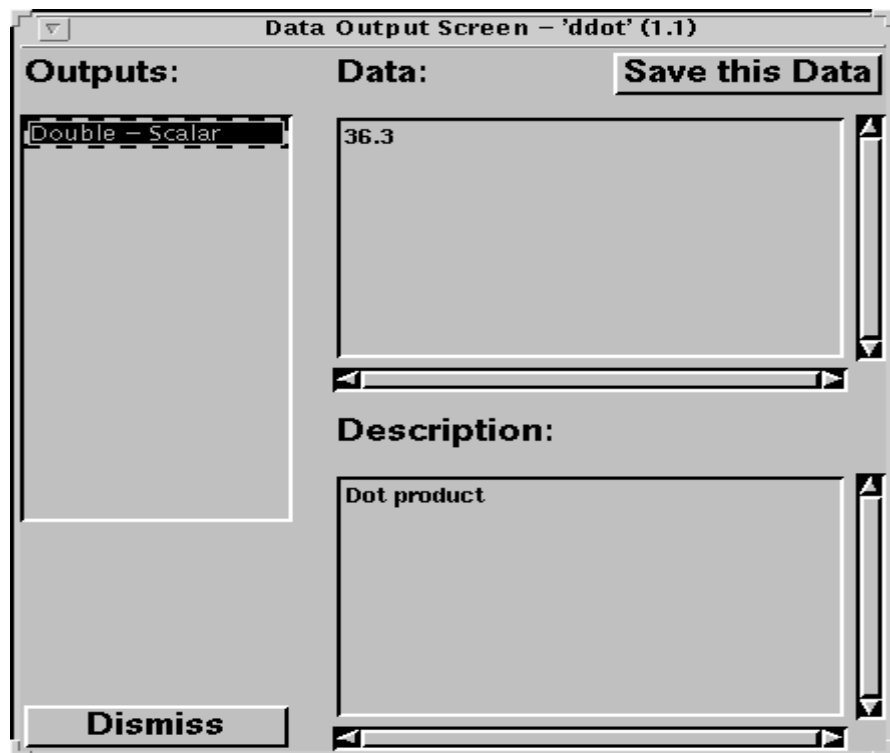 Data Output Screen – 'ddot' (1.1)
Outputs:
Data:
Save this Data
Double – Scalar
36.3
Description:
Dot product
Dismiss